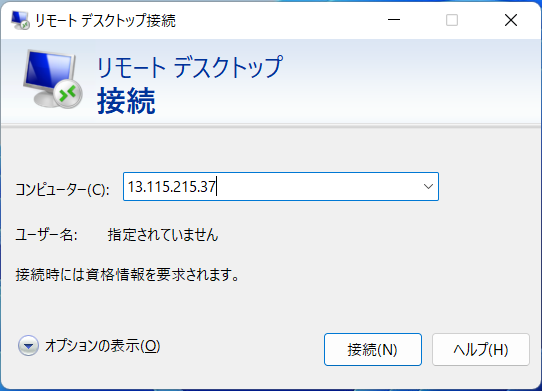 リモート デスクトップ接続
リモート デスクトップ
接続
コンピューター(C): 13.115.215.37
ユーザー名: 指定されていません
接続時には資格情報を要求されます。
オプションの表示(O) 接続(N) ヘルプ(H)